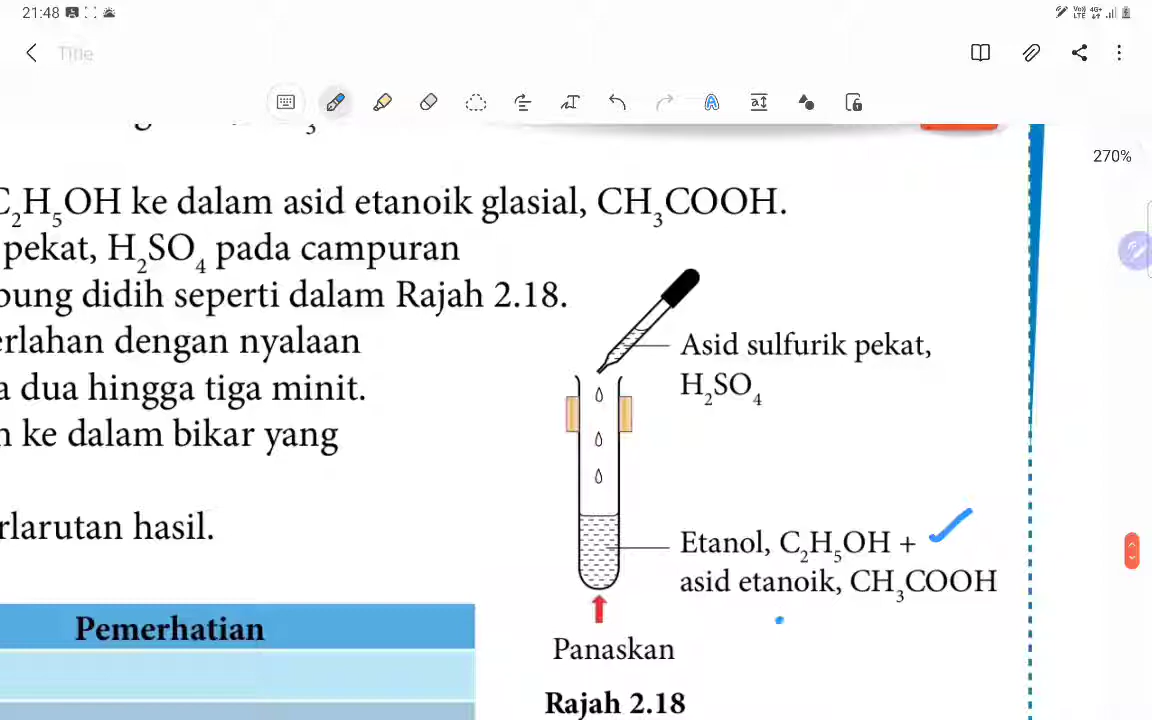 21:48
VoLTE 4G+
Title
270%
C₂H₅OH ke dalam asid etanoik glasial, CH₃COOH.
pekat, H₂SO₄ pada campuran
bung didih seperti dalam Rajah 2.18.
erlahan dengan nyalaan
a dua hingga tiga minit.
n ke dalam bikar yang
rlarutan hasil.
Asid sulfurik pekat,
H₂SO₄
Etanol, C₂H₅OH +
asid etanoik, CH₃COOH
Panaskan
Rajah 2.18
Pemerhatian